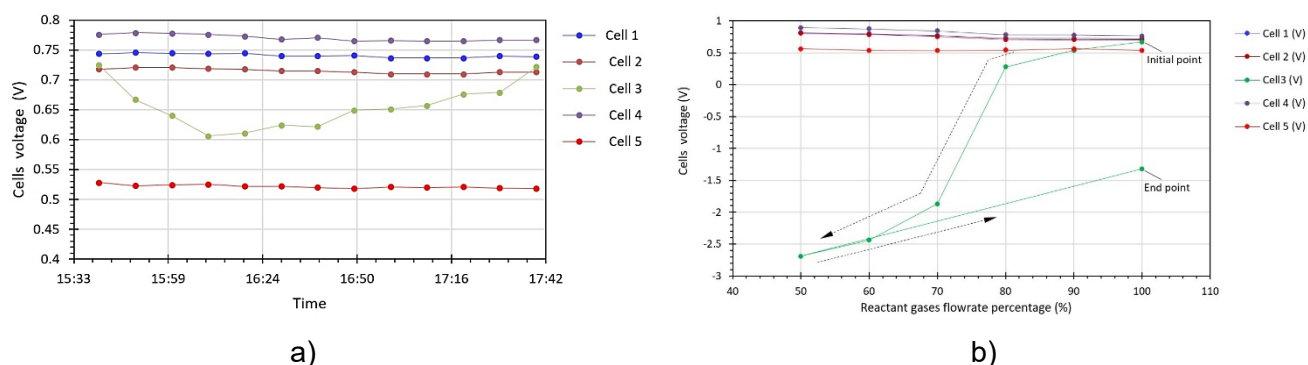 0.8
0.75
0.7
0.65
0.6
0.55
0.5
0.45
0.4
Cells voltage (V)
15:33
15:59
16:24
16:50
17:16
17:42
Time
Cell 1
Cell 2
Cell 3
Cell 4
Cell 5
a)
1
0.5
0
-0.5
-1
-1.5
-2
-2.5
-3
Cells voltage (V)
40
50
60
70
80
90
100
110
Reactant gases flowrate percentage (%)
Initial point
End point
Cell 1 (V)
Cell 2 (V)
Cell3 (V)
Cell 4 (V)
Cell 5 (V)
b)